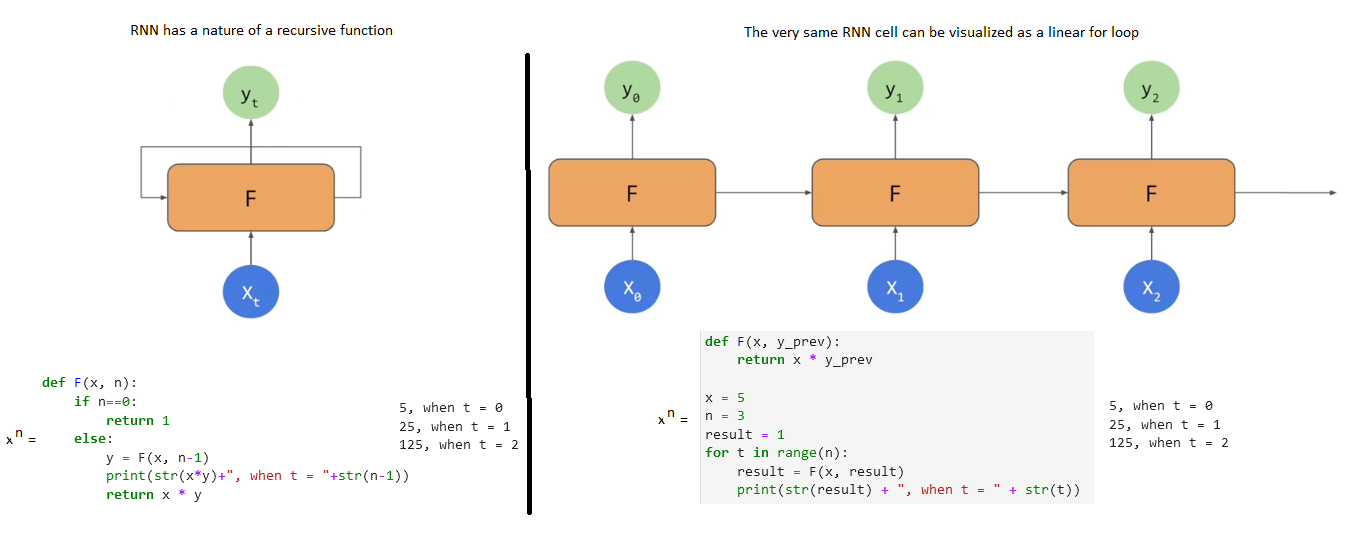 RNN has a nature of a recursive function
y_t
F
X_t
x^n =
def F(x, n):
    if n==0:
        return 1
    else:
        y = F(x, n-1)
        print(str(x*y)+", when t = "+str(n-1))
        return x * y
5, when t = 0
25, when t = 1
125, when t = 2
The very same RNN cell can be visualized as a linear for loop
y_0
y_1
y_2
F
F
F
X_0
X_1
X_2
x^n =
def F(x, y_prev):
    return x * y_prev
x = 5
n = 3
result = 1
for t in range(n):
    result = F(x, result)
    print(str(result) + ", when t = " + str(t))
5, when t = 0
25, when t = 1
125, when t = 2